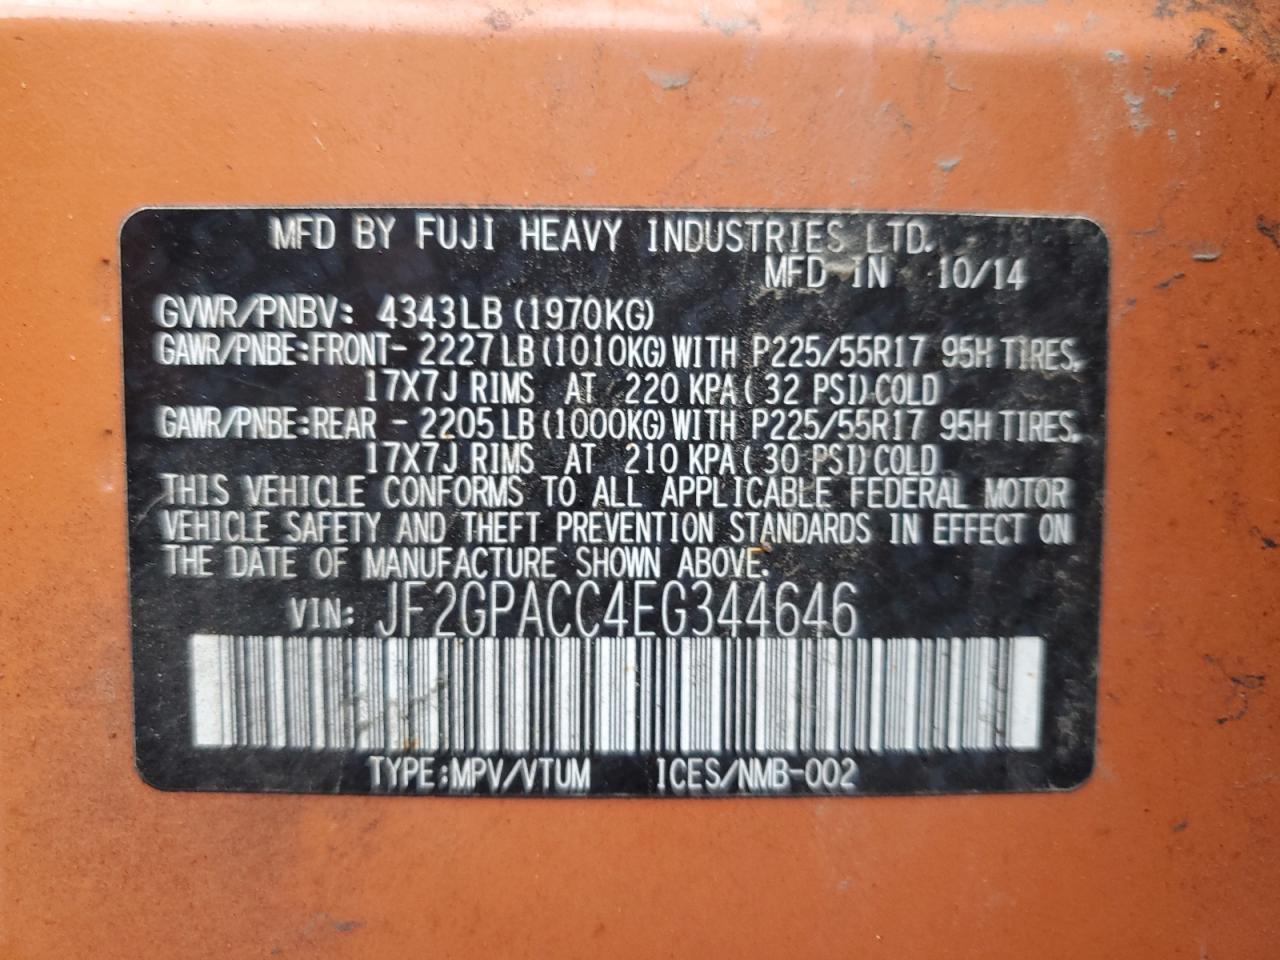 MFD BY FUJI HEAVY INDUSTRIES LTD.
MFD IN 10/14
GVWR/PNBV: 4343LB (1970KG)
GAWR/PNBE:FRONT- 2227LB (1010KG) WITH P225/55R17 95H TIRES,
17X7J RIMS AT 220 KPA ( 32 PSI) COLD
GAWR/PNBE:REAR - 2205LB (1000KG) WITH P225/55R17 95H TIRES,
17X7J RIMS AT 210 KPA ( 30 PSI) COLD
THIS VEHICLE CONFORMS TO ALL APPLICABLE FEDERAL MOTOR
VEHICLE SAFETY AND THEFT PREVENTION STANDARDS IN EFFECT ON
THE DATE OF MANUFACTURE SHOWN ABOVE.
VIN: JF2GPACC4EG344646
TYPE:MPV/VTUM ICES/NMB-002